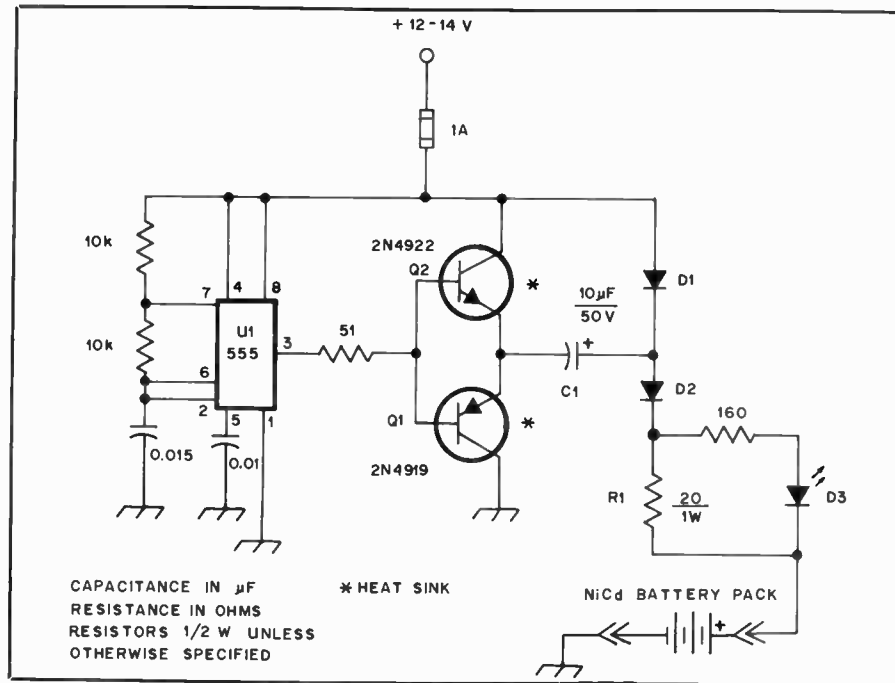 + 12-14 V
1A
10k
2N4922
Q2
*
10µF
50V
D1
7
4
8
U1
555
3
51
10k
6
2
5
1
+
C1
D2
160
0.015
0.01
Q1
*
2N4919
R1
20
1W
D3
CAPACITANCE IN µF
RESISTANCE IN OHMS
RESISTORS 1/2 W UNLESS
OTHERWISE SPECIFIED
* HEAT SINK
NiCd BATTERY PACK
+